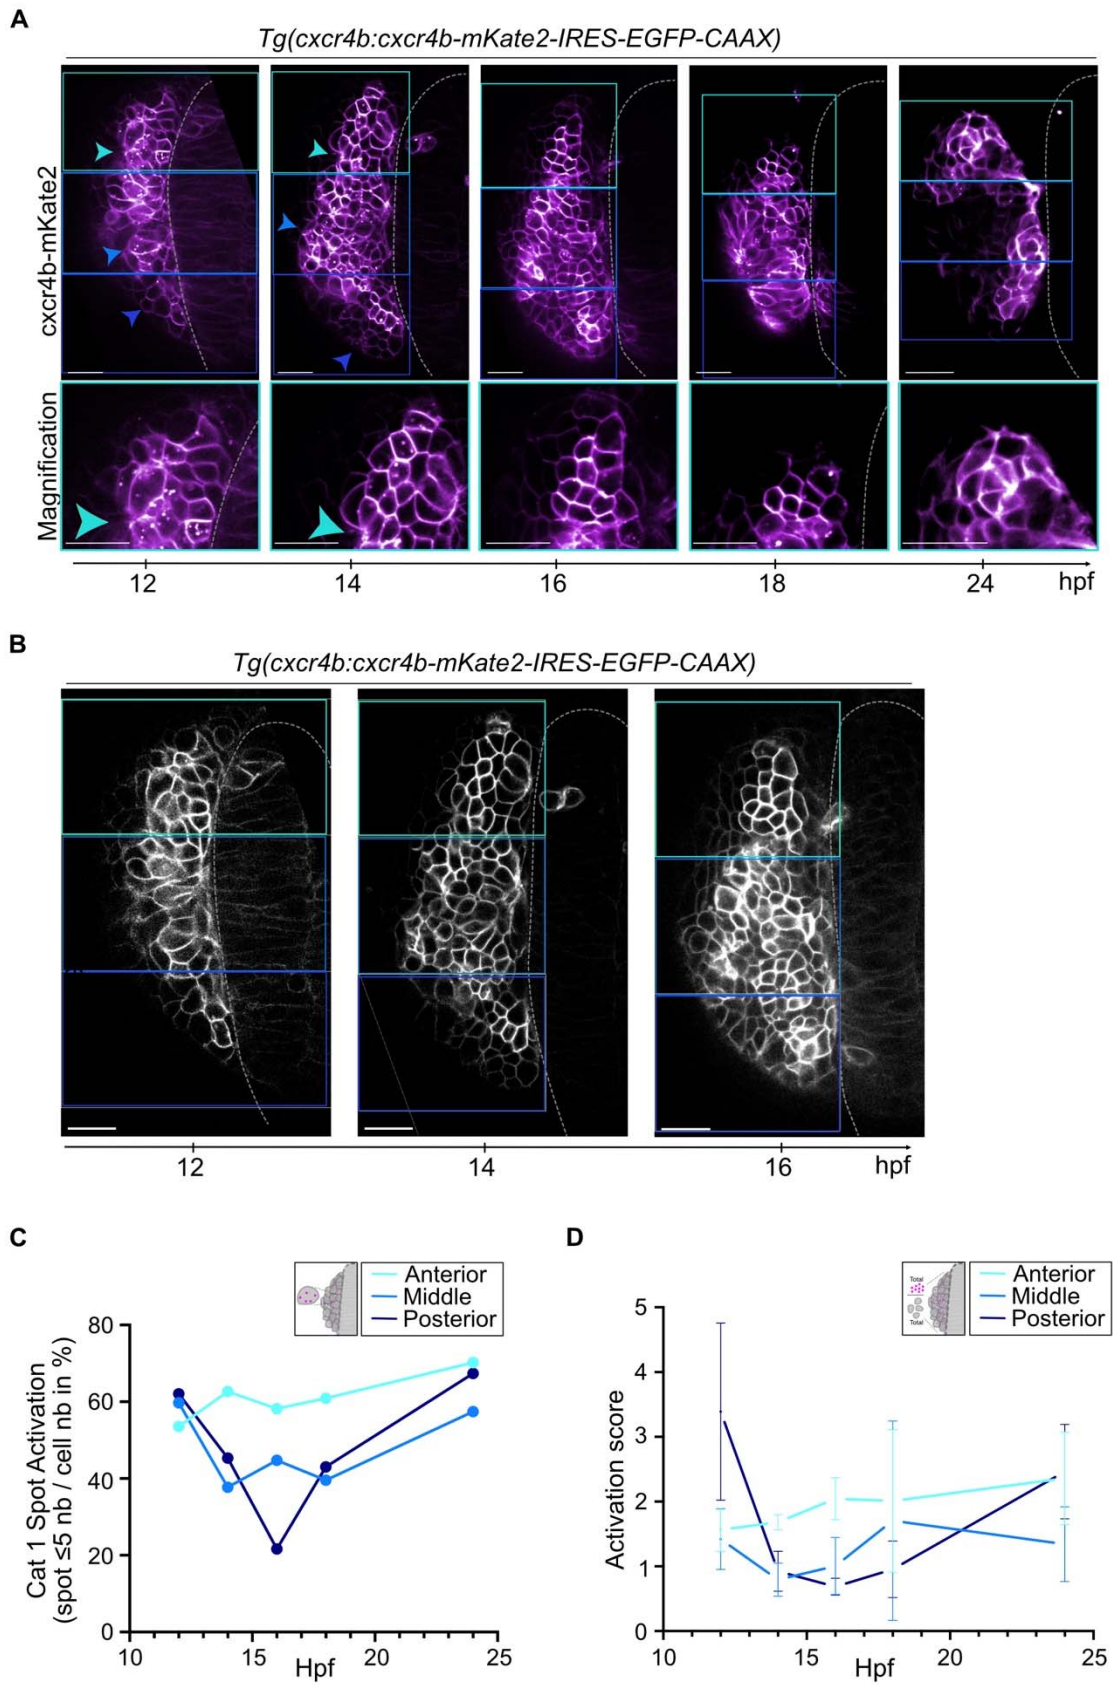 A
Tg(cxcr4b:cxcr4b-mKate2-IRES-EGFP-CAAX)
cxcr4b-mKate2
Magnification
12 14 16 18 24 hpf
B
Tg(cxcr4b:cxcr4b-mKate2-IRES-EGFP-CAAX)
12 14 16 hpf
C
Anterior
Middle
Posterior
Cat 1 Spot Activation
(spot ≤5 nb / cell nb in %)
80
60
40
20
0
10 15 20 25
Hpf
D
Total
Total
Anterior
Middle
Posterior
Activation score
5
4
3
2
1
0
10 15 20 25
Hpf